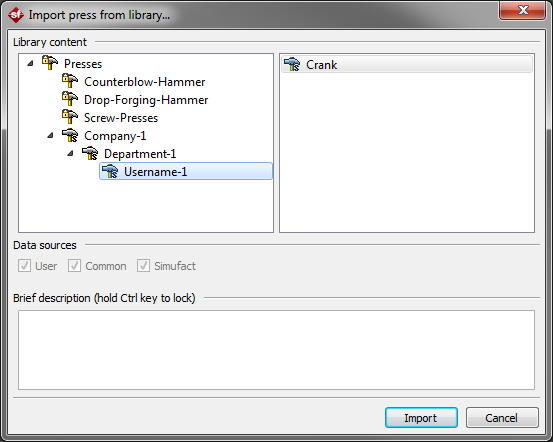 Import press from library...
Library content
Presses
Counterblow-Hammer
Drop-Forging-Hammer
Screw-Presses
Company-1
Department-1
Username-1
Crank
Data sources
User Common Simufact
Brief description (hold Ctrl key to lock)
Import Cancel